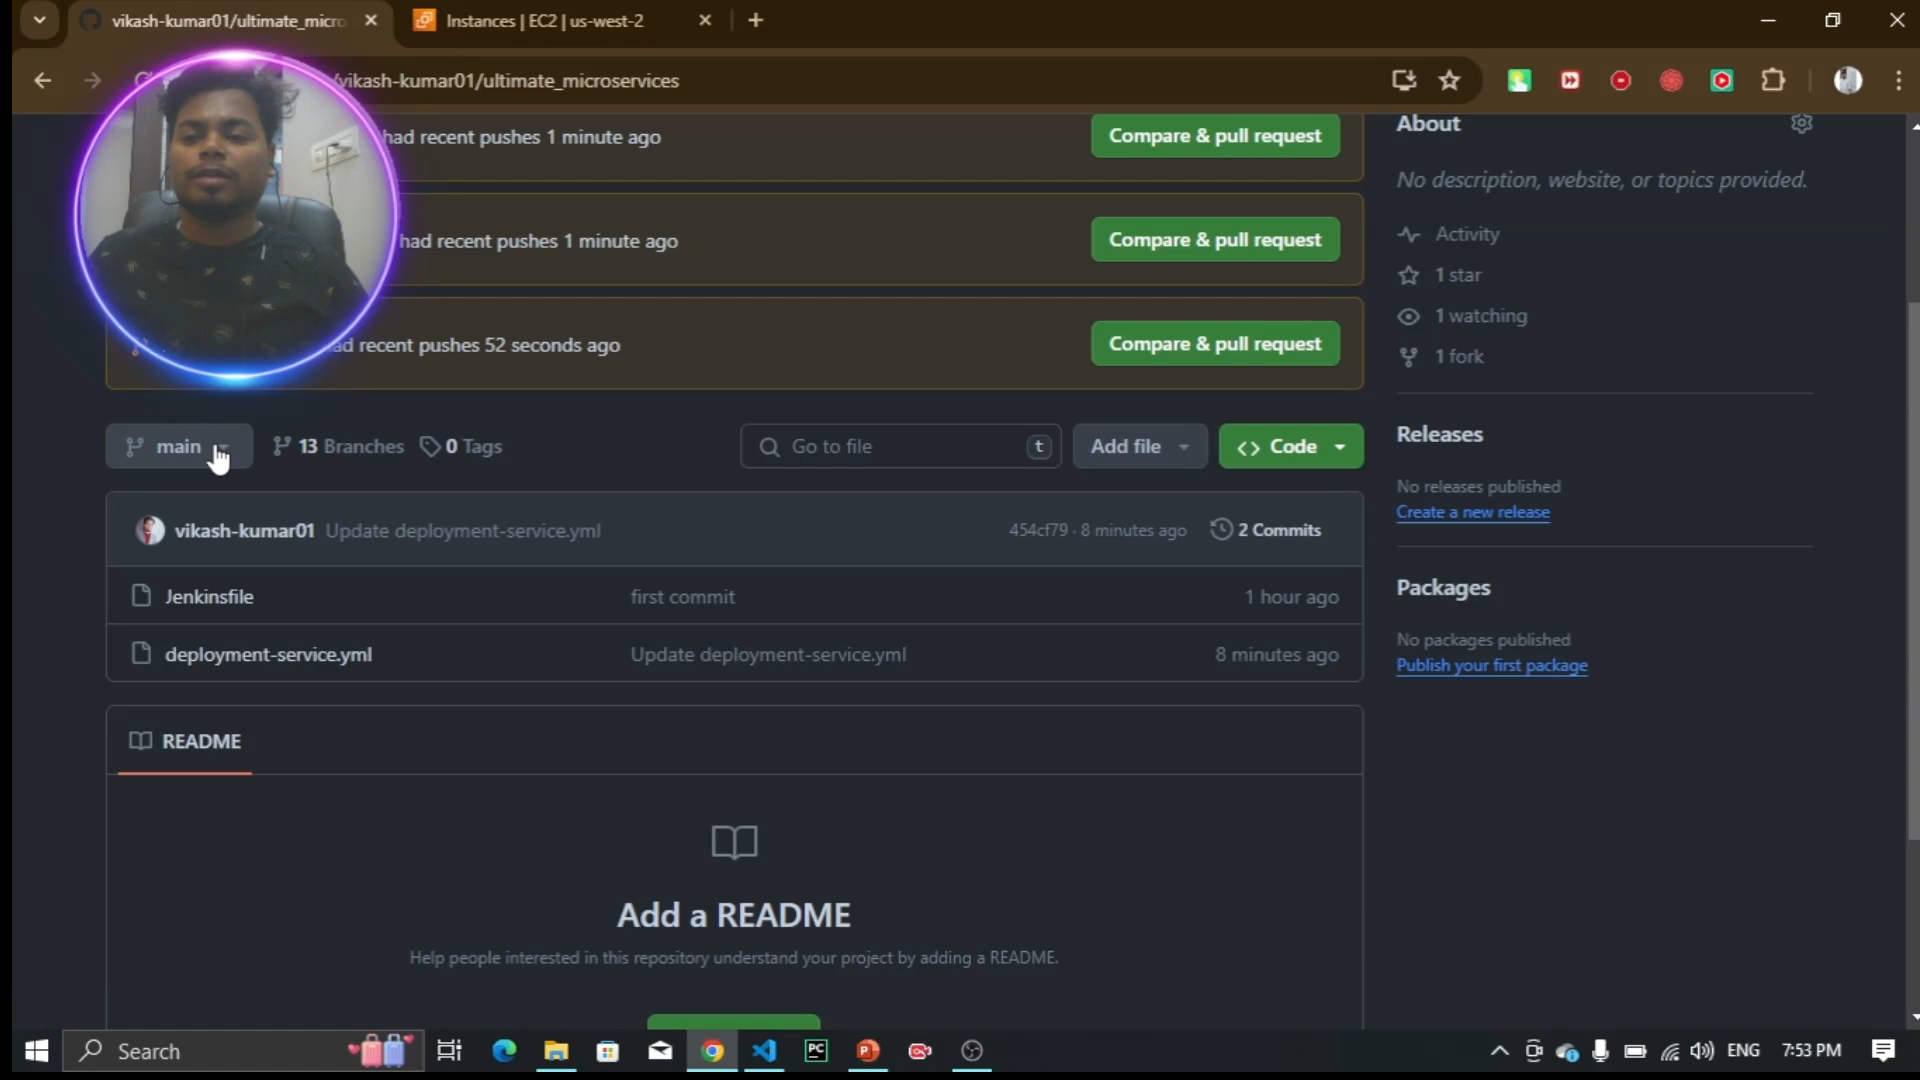 vikash-kumar01/ultimate_micro
Instances | EC2 | us-west-2
/vikash-kumar01/ultimate_microservices
had recent pushes 1 minute ago
Compare & pull request
had recent pushes 1 minute ago
Compare & pull request
had recent pushes 52 seconds ago
Compare & pull request
main
13 Branches
0 Tags
Go to file
t
Add file
<> Code
vikash-kumar01 Update deployment-service.yml
454cf79 · 8 minutes ago
2 Commits
Jenkinsfile
first commit
1 hour ago
deployment-service.yml
Update deployment-service.yml
8 minutes ago
README
Add a README
Help people interested in this repository understand your project by adding a README.
About
No description, website, or topics provided.
Activity
1 star
1 watching
1 fork
Releases
No releases published
Create a new release
Packages
No packages published
Publish your first package
Search
PC
ENG
7:53 PM